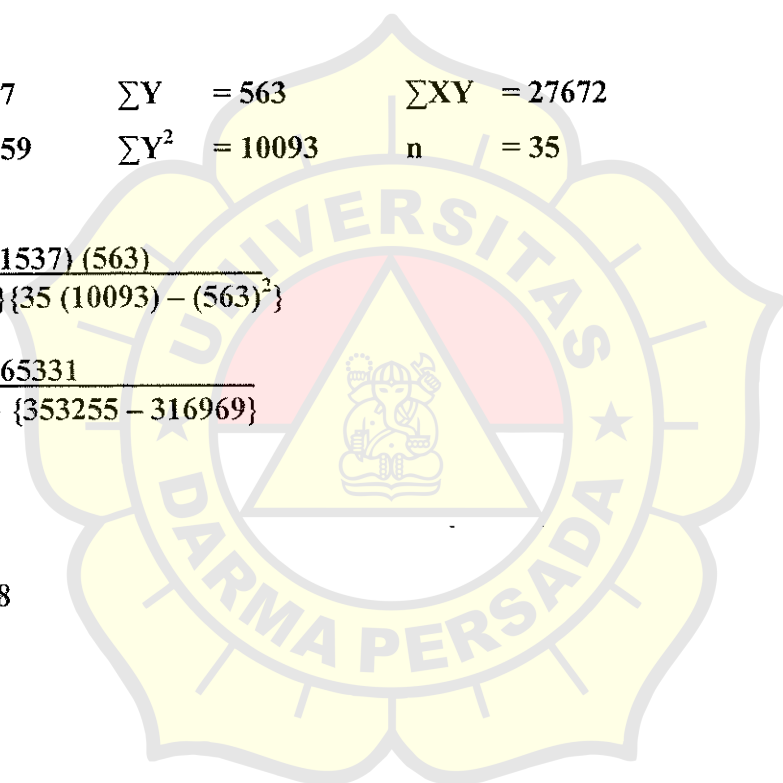 7 ∑Y = 563 ∑XY = 27672
59 ∑Y² = 10093 n = 35
1537) (563)
}{35 (10093) – (563)²}
65331
{353255 – 316969}
8
UNIVERSITAS
DARMA PERSADA